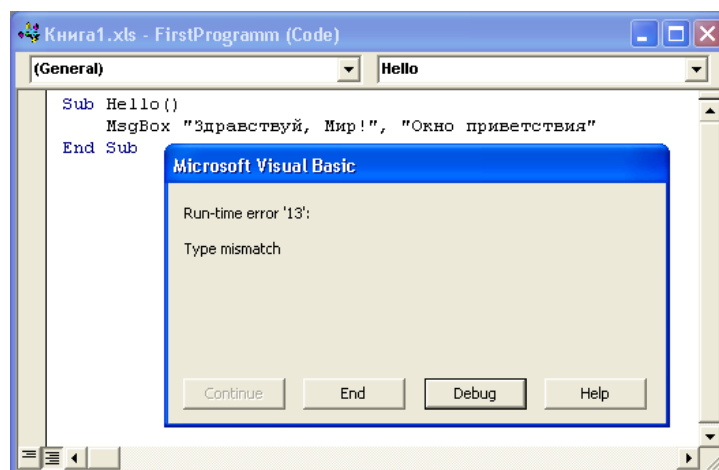 Книга1.xls - FirstProgramm (Code)
(General) Hello
Sub Hello()
MsgBox "Здравствуй, Мир!", "Окно приветствия"
End Sub
Microsoft Visual Basic
Run-time error '13':
Type mismatch
Continue End Debug Help